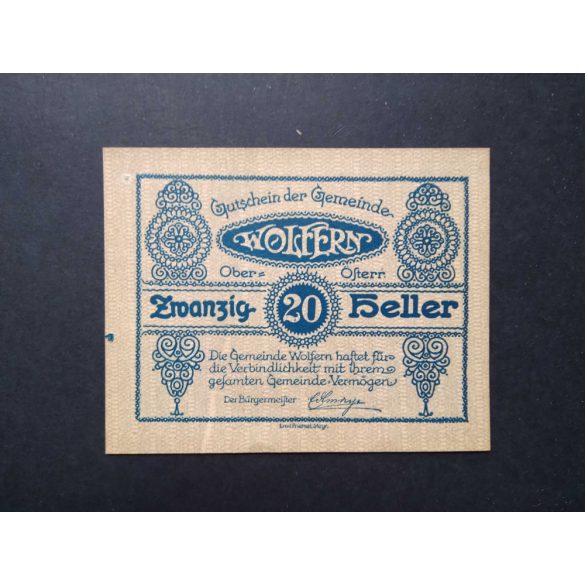 Gutschein der Gemeinde
WOLFERN
Ober= Österr.
Zwanzig 20 Heller
Die Gemeinde Wolfern haftet für
die Verbindlichkeit mit ihrem
gesamten Gemeinde-Vermögen.
Der Bürgermeister